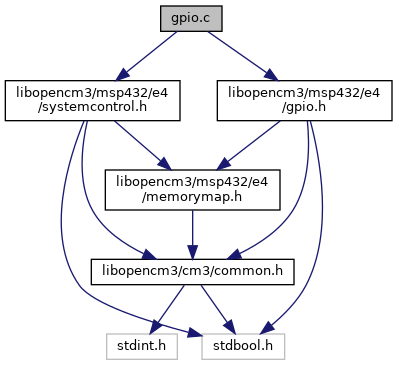 gpio.c
libopencm3/msp432/e4
/systemcontrol.h
libopencm3/msp432/e4
/gpio.h
libopencm3/msp432/e4
/memorymap.h
libopencm3/cm3/common.h
stdint.h
stdbool.h